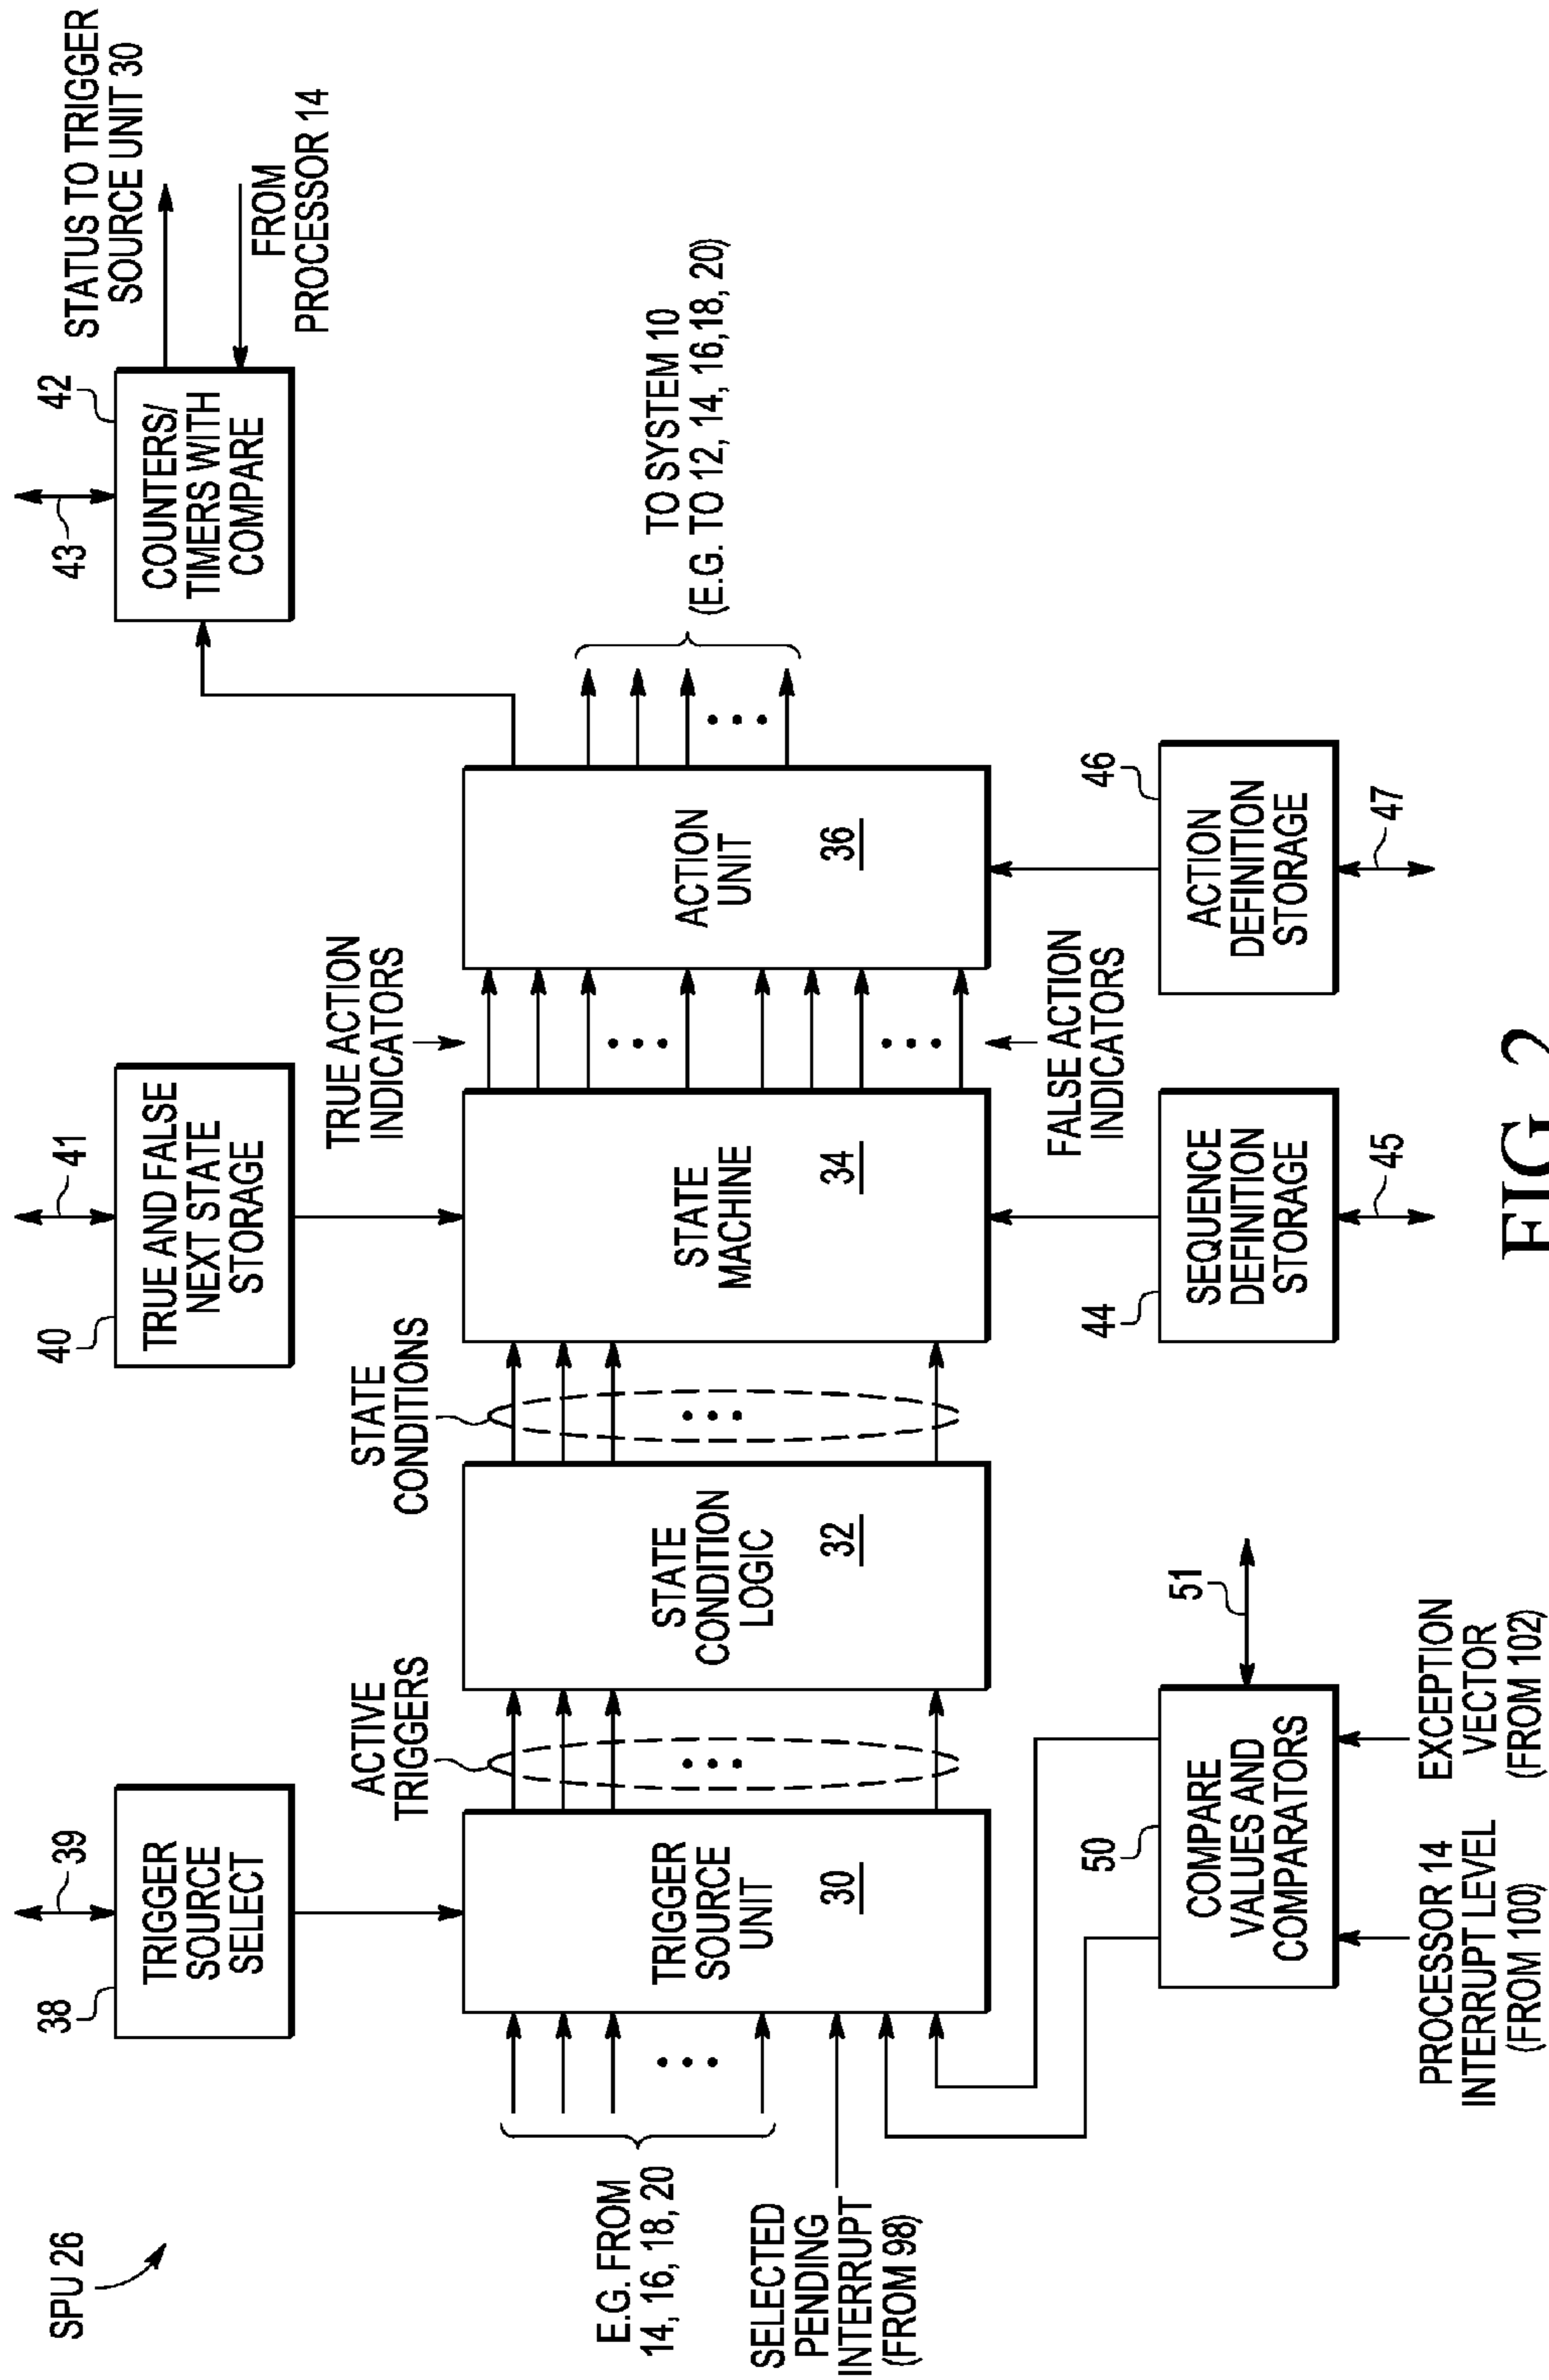 SPU 26
38
39
TRIGGER
SOURCE
SELECT
40
41
TRUE AND FALSE
NEXT STATE
STORAGE
43
42
COUNTERS/
TIMERS WITH
COMPARE
STATUS TO TRIGGER
SOURCE UNIT 30
FROM
PROCESSOR 14
ACTIVE
TRIGGERS
STATE
CONDITIONS
TRUE ACTION
INDICATORS
E.G. FROM
14, 16, 18, 20
SELECTED
PENDING
INTERRUPT
(FROM 98)
TRIGGER
SOURCE
UNIT
30
STATE
CONDITION
LOGIC
32
STATE
MACHINE
34
ACTION
UNIT
36
TO SYSTEM 10
(E.G. TO 12, 14, 16,18, 20)
FALSE ACTION
INDICATORS
50
COMPARE
VALUES AND
COMPARATORS
51
44
SEQUENCE
DEFINITION
STORAGE
45
46
ACTION
DEFINITION
STORAGE
47
PROCESSOR 14
INTERRUPT LEVEL
(FROM 100)
EXCEPTION
VECTOR
(FROM 102)
FIG. 2